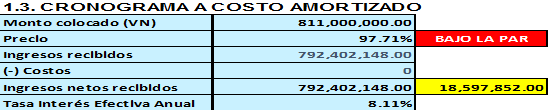 1.3. CRONOGRAMA A COSTO AMORTIZADO
Monto colocado (VN) 811,000,000.00
Precio 97.71% BAJO LA PAR
Ingresos recibidos 792,402,148.00
(-) Costos 0
Ingresos netos recibidos 792,402,148.00 18,597,852.00
Tasa Interés Efectiva Anual 8.11%